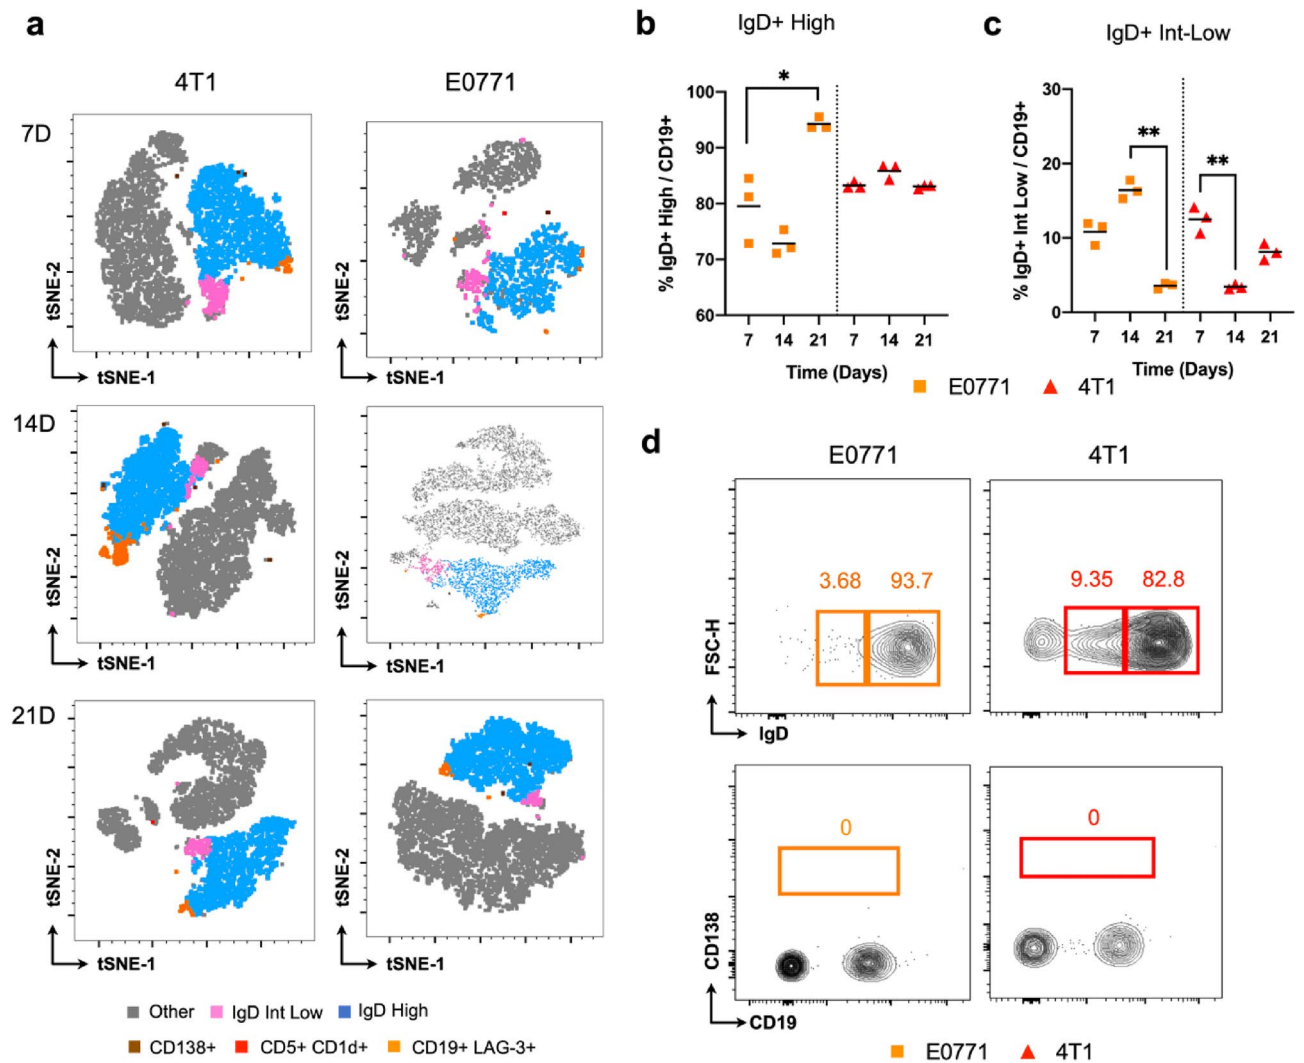 a
4T1 E0771
7D
tSNE-2 tSNE-2
tSNE-1 tSNE-1
14D
tSNE-2 tSNE-2
tSNE-1 tSNE-1
21D
tSNE-2 tSNE-2
tSNE-1 tSNE-1
Other IgD Int Low IgD High
CD138+ CD5+ CD1d+ CD19+ LAG-3+
b
IgD+ High
% IgD+ High / CD19+
100
90
80
70
60
*
7 14 21 7 14 21
Time (Days)
c
IgD+ Int-Low
% IgD+ Int Low / CD19+
30
20
10
0
** **
7 14 21 7 14 21
Time (Days)
E0771 4T1
d
E0771 4T1
3.68 93.7 9.35 82.8
FSC-H
IgD
0 0
CD138
CD19
E0771 4T1